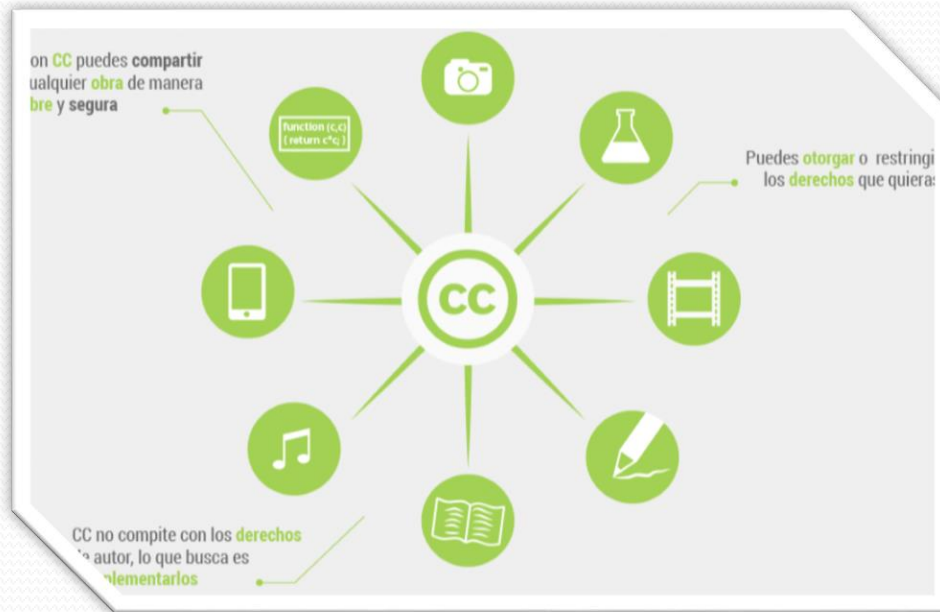 on CC puedes compartir
ualquier obra de manera
bre y segura
function (c,c)
{ return c*c; }
Puedes otorgar o restringi
los derechos que quieras
CC
CC no compite con los derechos
e autor, lo que busca es
plementarlos